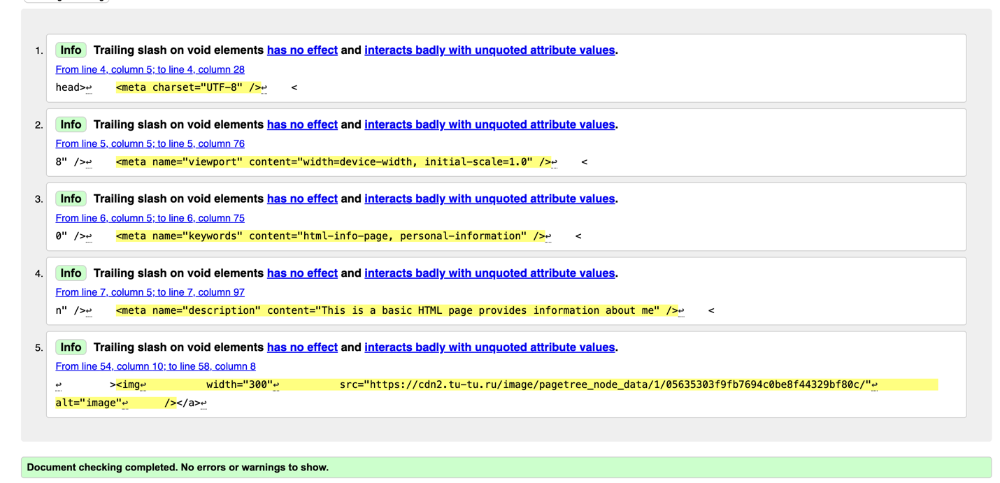 1. Info Trailing slash on void elements has no effect and interacts badly with unquoted attribute values.
From line 4, column 5; to line 4, column 28
head>↩    <meta charset="UTF-8" />↩    <
2. Info Trailing slash on void elements has no effect and interacts badly with unquoted attribute values.
From line 5, column 5; to line 5, column 76
8" />↩    <meta name="viewport" content="width=device-width, initial-scale=1.0" />↩    <
3. Info Trailing slash on void elements has no effect and interacts badly with unquoted attribute values.
From line 6, column 5; to line 6, column 75
0" />↩    <meta name="keywords" content="html-info-page, personal-information" />↩    <
4. Info Trailing slash on void elements has no effect and interacts badly with unquoted attribute values.
From line 7, column 5; to line 7, column 97
n" />↩    <meta name="description" content="This is a basic HTML page provides information about me" />↩    <
5. Info Trailing slash on void elements has no effect and interacts badly with unquoted attribute values.
From line 54, column 10; to line 58, column 8
↩        ><img↩          width="300"↩          src="https://cdn2.tu-tu.ru/image/pagetree_node_data/1/05635303f9fb7694c0be8f44329bf80c/"↩
alt="image"↩      /></a>↩
Document checking completed. No errors or warnings to show.